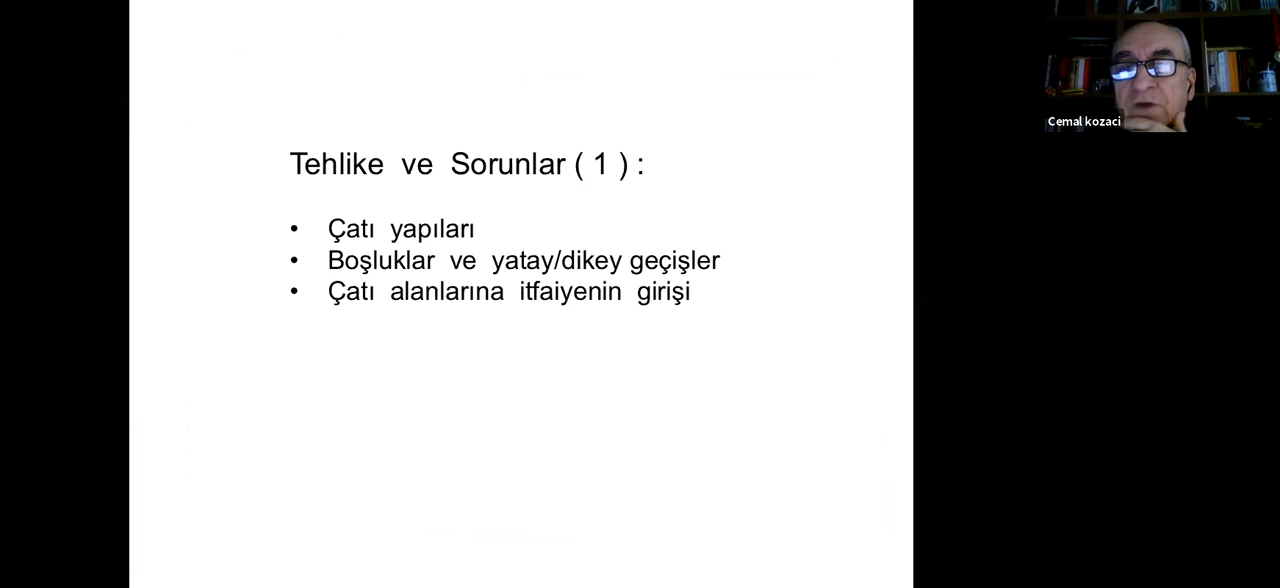 Tehlike ve Sorunlar ( 1 ) :
• Çatı yapıları
• Boşluklar ve yatay/dikey geçişler
• Çatı alanlarına itfaiyenin girişi
Cemal kozaci